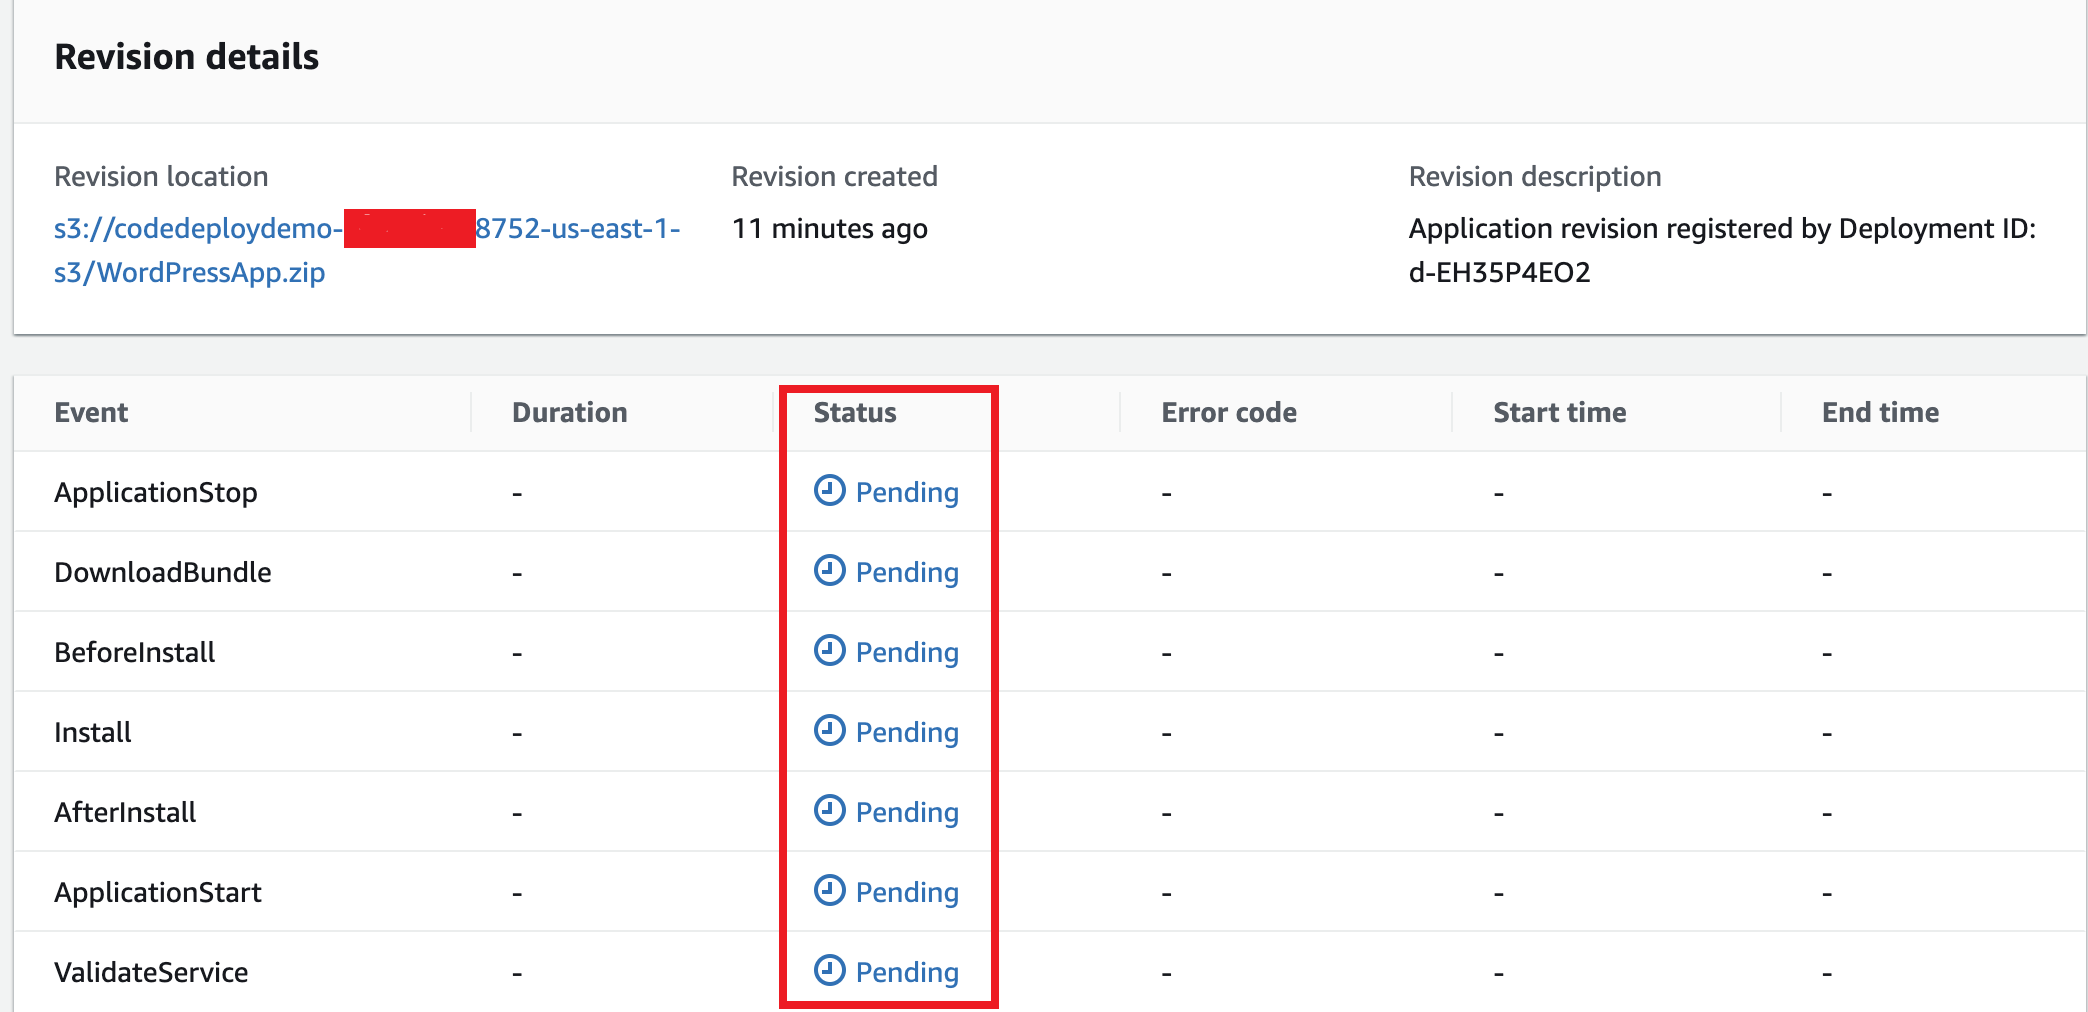 Revision details
Revision location Revision created Revision description
s3://codedeploydemo- 8752-us-east-1- 11 minutes ago Application revision registered by Deployment ID:
s3/WordPressApp.zip d-EH35P4EO2
Event Duration Status Error code Start time End time
ApplicationStop - Pending - - -
DownloadBundle - Pending - - -
BeforeInstall - Pending - - -
Install - Pending - - -
AfterInstall - Pending - - -
ApplicationStart - Pending - - -
ValidateService - Pending - - -